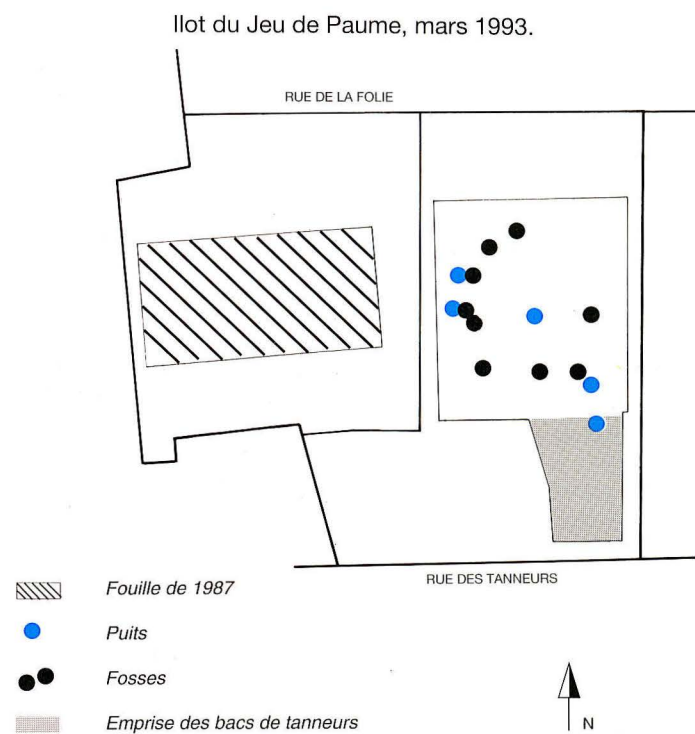 Ilot du Jeu de Paume, mars 1993.
RUE DE LA FOLIE
RUE DES TANNEURS
Fouille de 1987
Puits
Fosses
Emprise des bacs de tanneurs
N